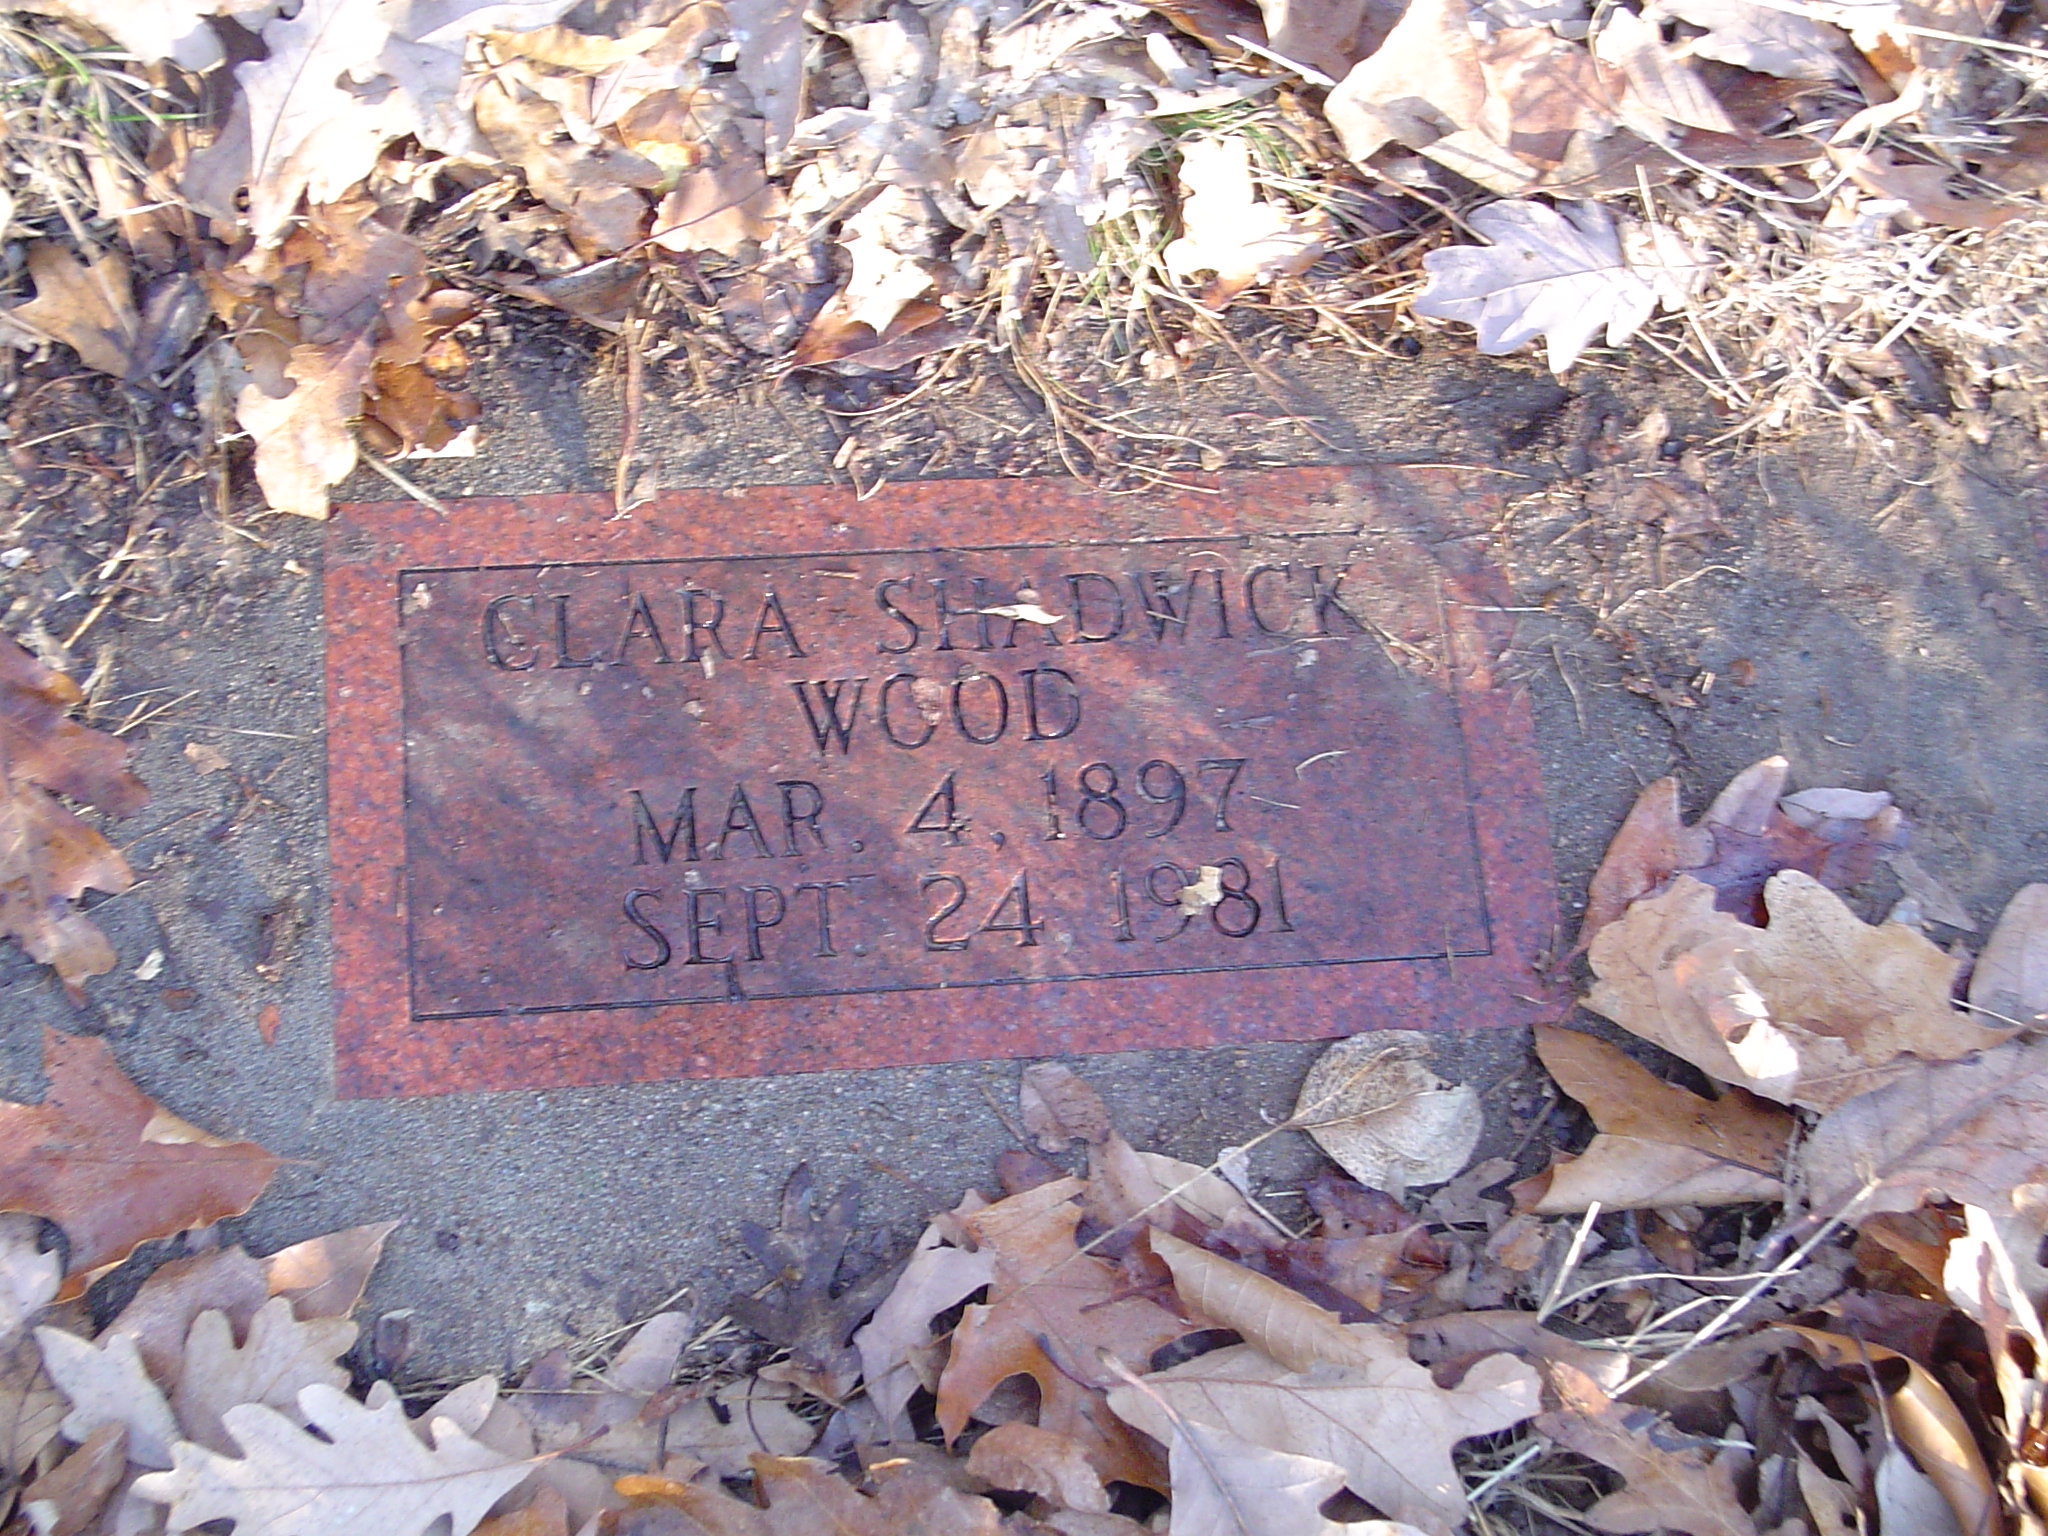 CLARA SHADWICK
WOOD
MAR. 4, 1897
SEPT. 24 1981